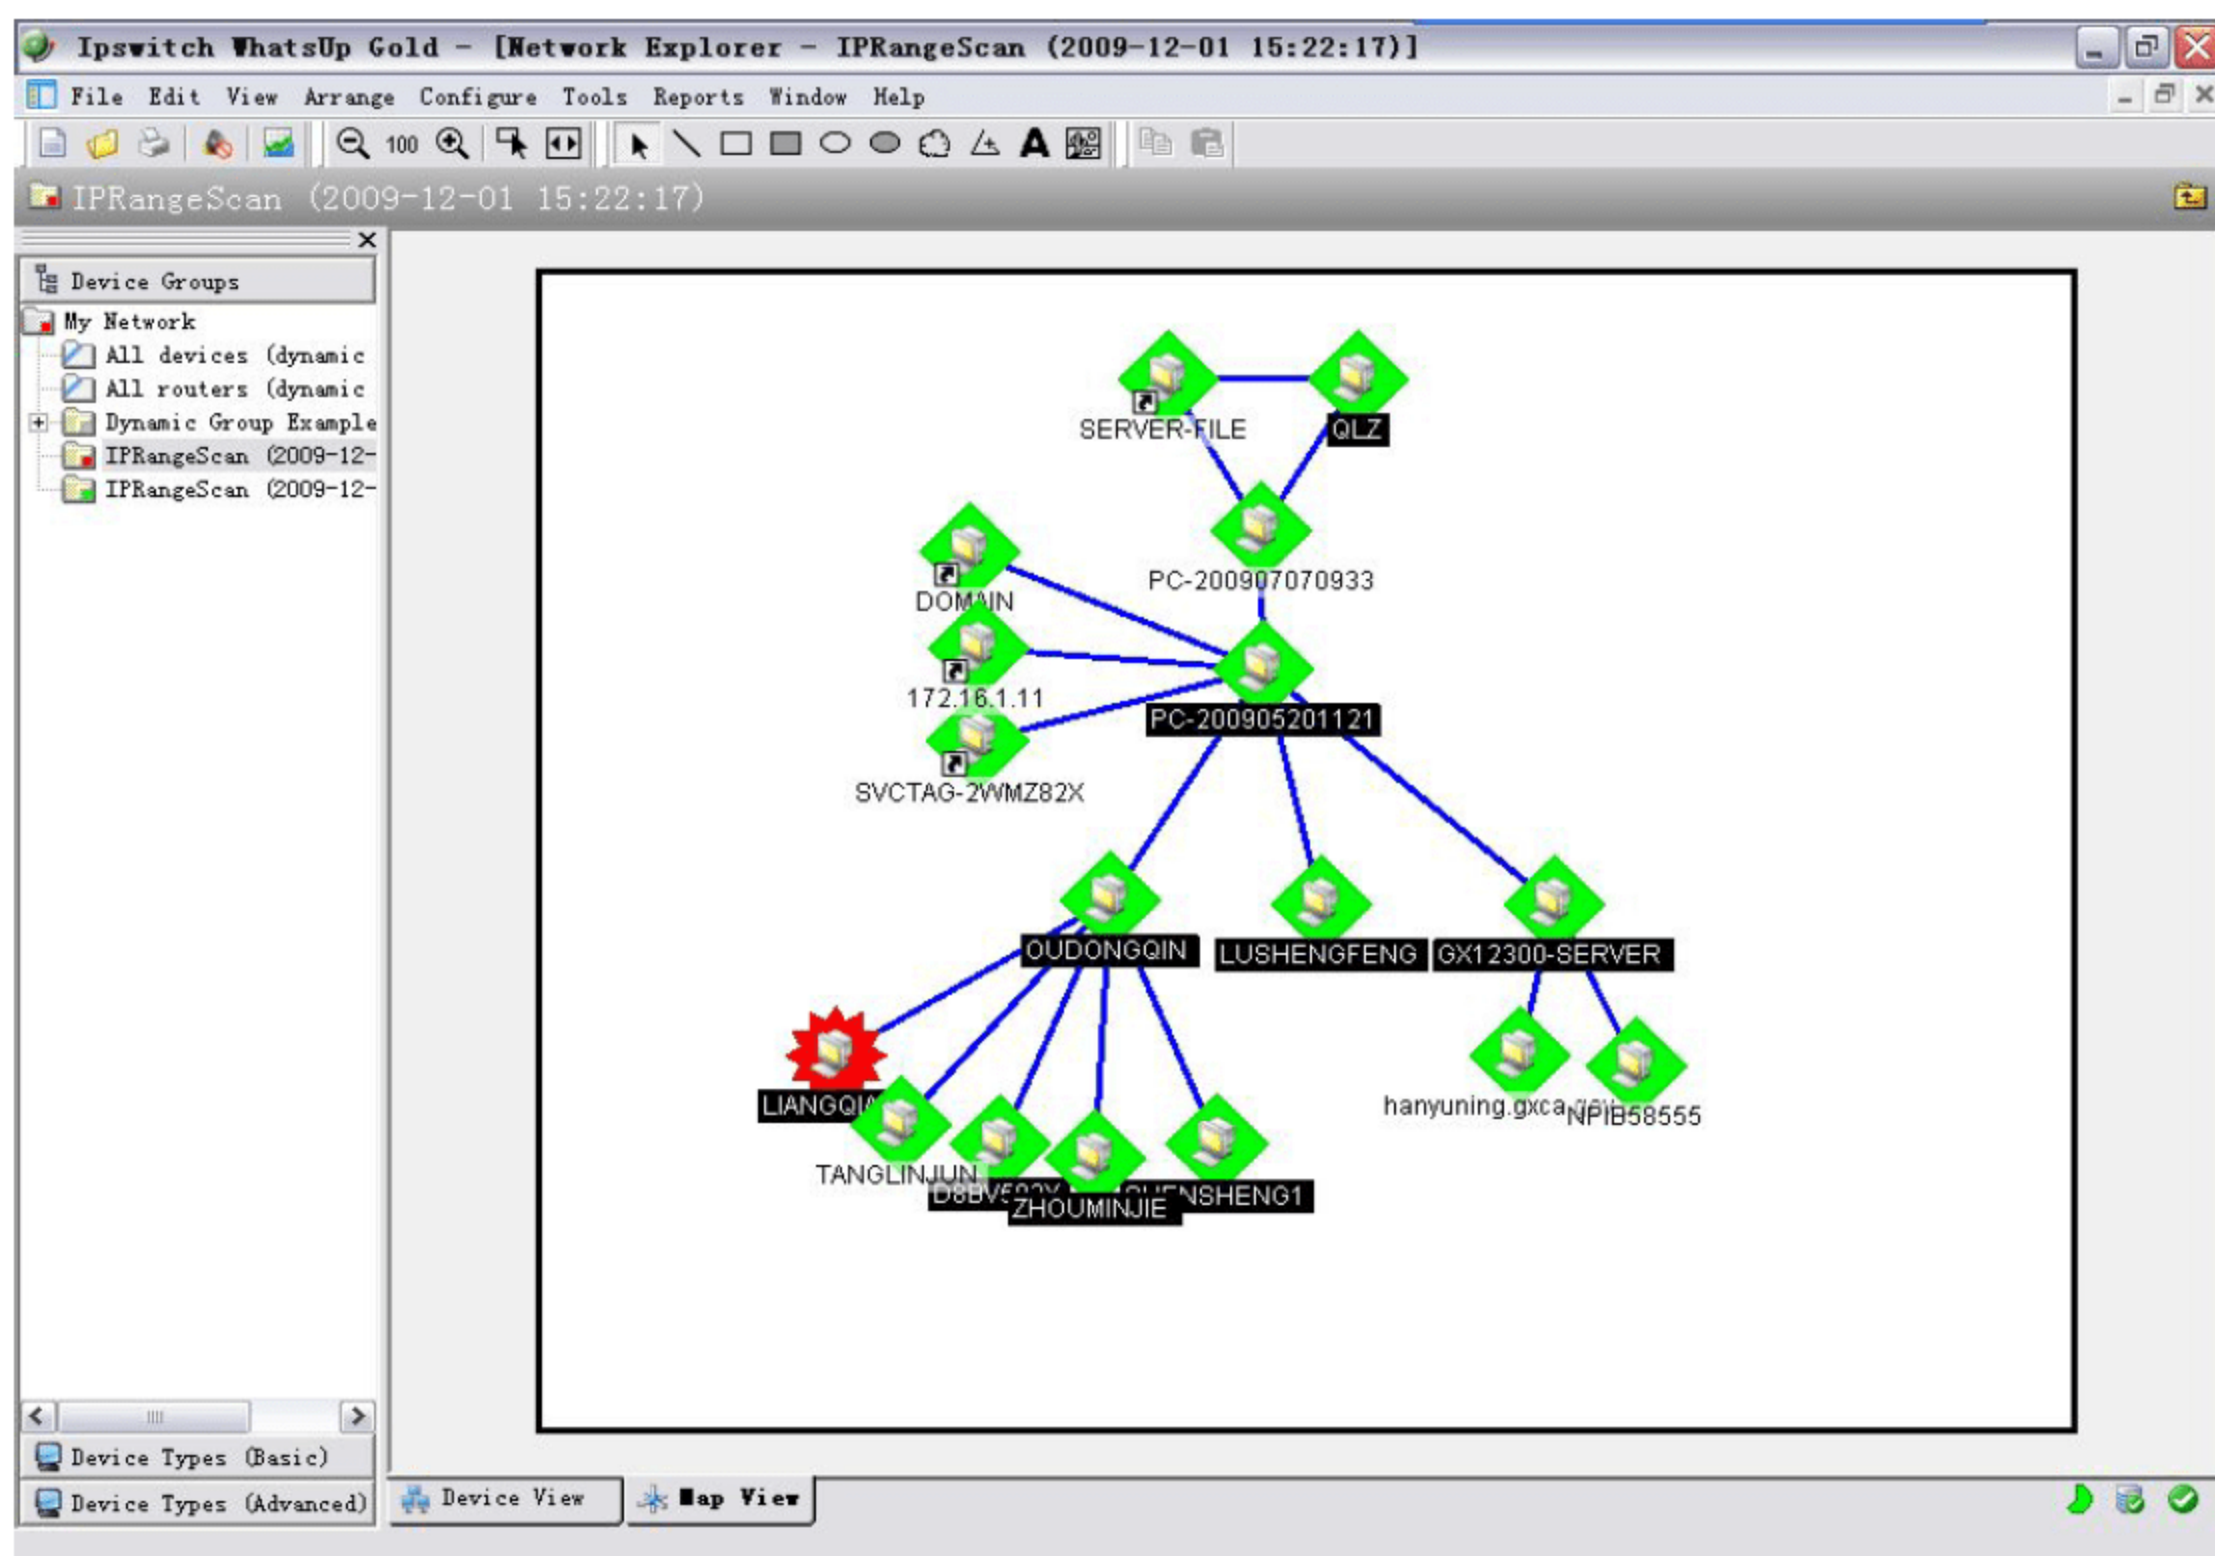 Ipswitch WhatsUp Gold - [Network Explorer - IPRangeScan (2009-12-01 15:22:17)]
File Edit View Arrange Configure Tools Reports Window Help
100
A
IPRangeScan (2009-12-01 15:22:17)
Device Groups
My Network
All devices (dynamic
All routers (dynamic
Dynamic Group Example
IPRangeScan (2009-12-
IPRangeScan (2009-12-
SERVER-FILE
QLZ
PC-200907070933
DOMAIN
172.16.1.11
PC-200905201121
SVCTAG-2WMZ82X
OUDONGQIN
LUSHENGFENG
GX12300-SERVER
LIANGQIA
hanyuning.gxca.gov
NPIB58555
TANGLINJUN
ZHOUMINJIE
Device Types (Basic)
Device Types (Advanced)
Device View
Map View